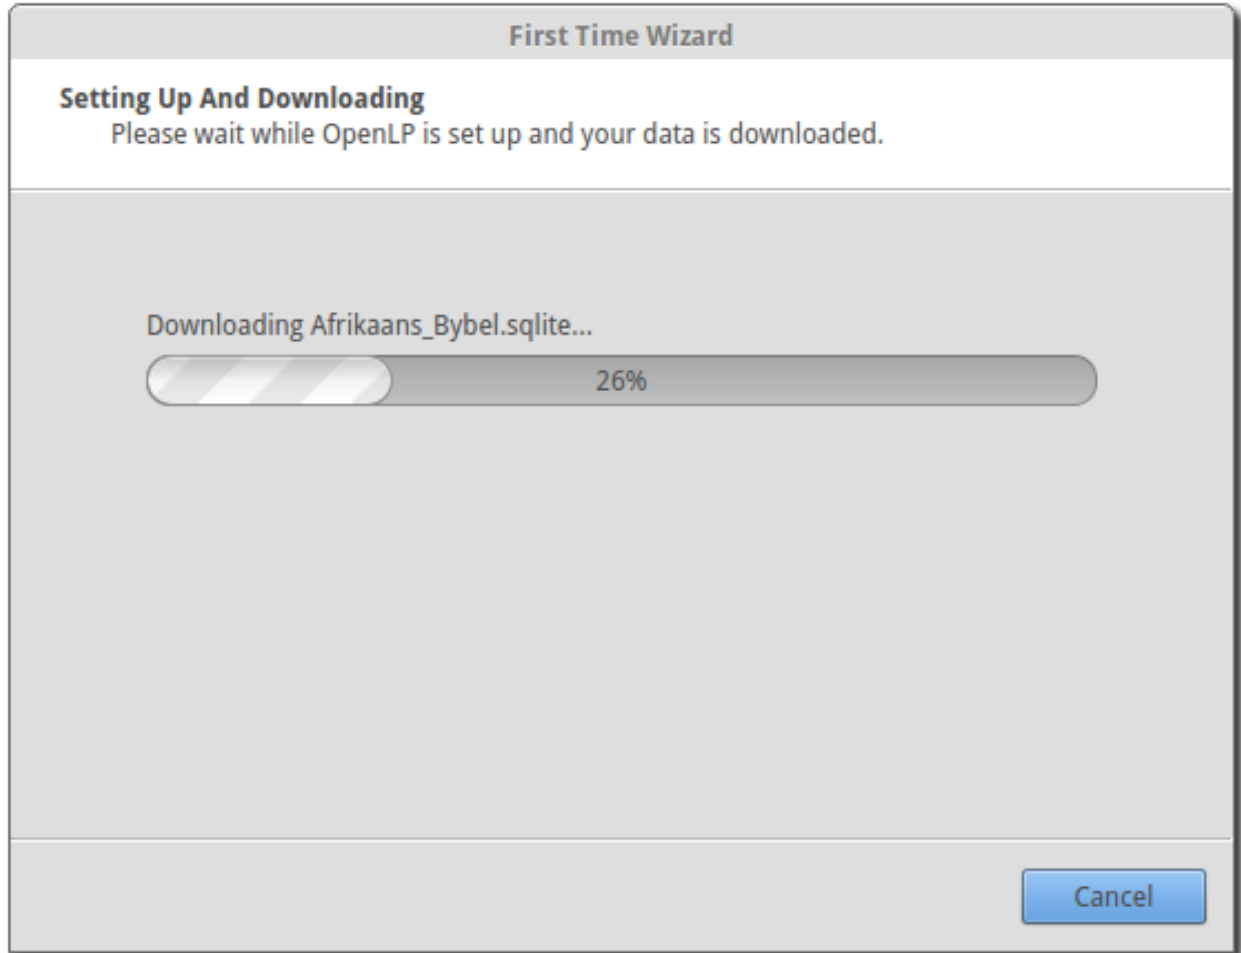 First Time Wizard
Setting Up And Downloading
Please wait while OpenLP is set up and your data is downloaded.
Downloading Afrikaans_Bybel.sqlite...
26%
Cancel